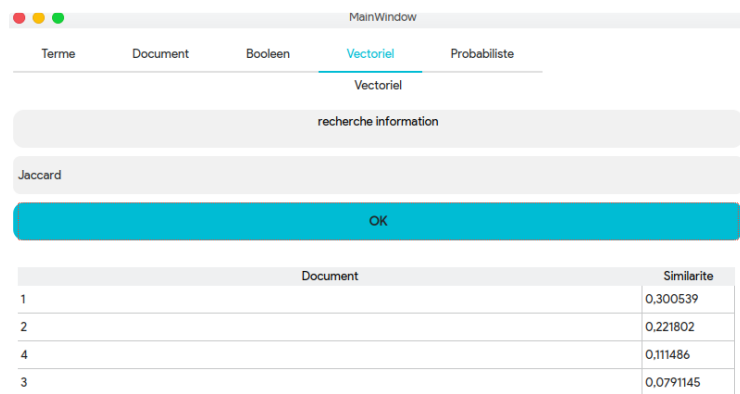 MainWindow
Terme Document Booleen Vectoriel Probabiliste
Vectoriel
recherche information
Jaccard
OK
Document Similarite
1 0,300539
2 0,221802
4 0,111486
3 0,0791145